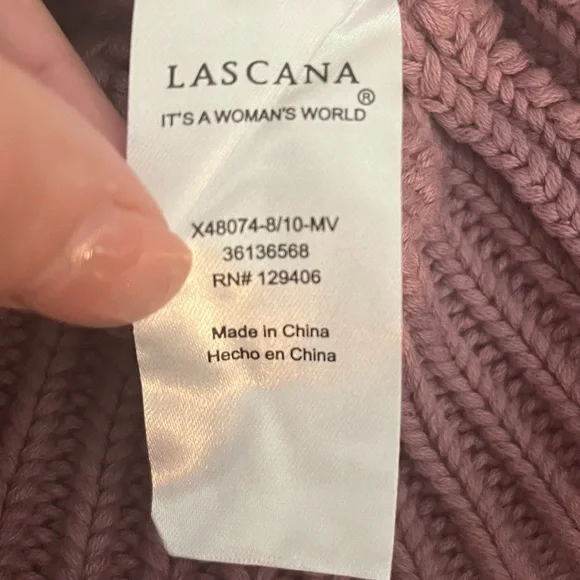 LASCANA
®
IT'S A WOMAN'S WORLD
X48074-8/10-MV
36136568
RN# 129406
Made in China
Hecho en China